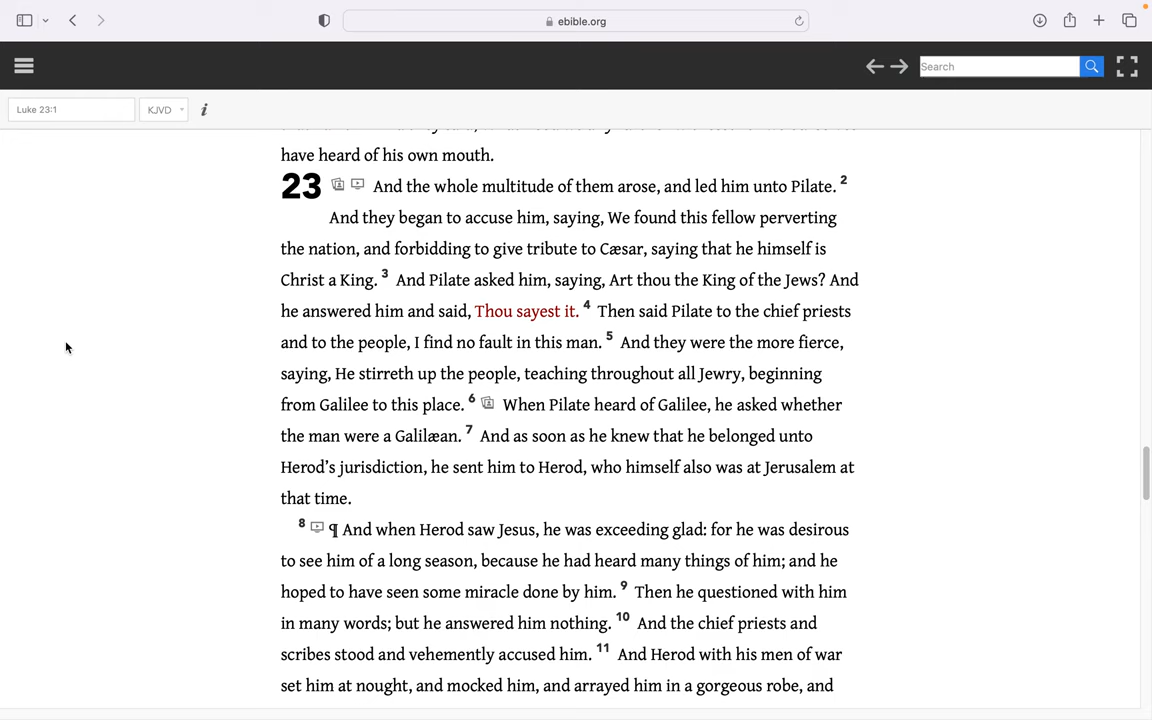 ebible.org
Search
Luke 23:1
KJVD
i
have heard of his own mouth.
23 And the whole multitude of them arose, and led him unto Pilate. 2
And they began to accuse him, saying, We found this fellow perverting
the nation, and forbidding to give tribute to Cæsar, saying that he himself is
Christ a King. 3 And Pilate asked him, saying, Art thou the King of the Jews? And
he answered him and said, Thou sayest it. 4 Then said Pilate to the chief priests
and to the people, I find no fault in this man. 5 And they were the more fierce,
saying, He stirreth up the people, teaching throughout all Jewry, beginning
from Galilee to this place. 6 When Pilate heard of Galilee, he asked whether
the man were a Galilæan. 7 And as soon as he knew that he belonged unto
Herod’s jurisdiction, he sent him to Herod, who himself also was at Jerusalem at
that time.
8 ¶ And when Herod saw Jesus, he was exceeding glad: for he was desirous
to see him of a long season, because he had heard many things of him; and he
hoped to have seen some miracle done by him. 9 Then he questioned with him
in many words; but he answered him nothing. 10 And the chief priests and
scribes stood and vehemently accused him. 11 And Herod with his men of war
set him at nought, and mocked him, and arrayed him in a gorgeous robe, and